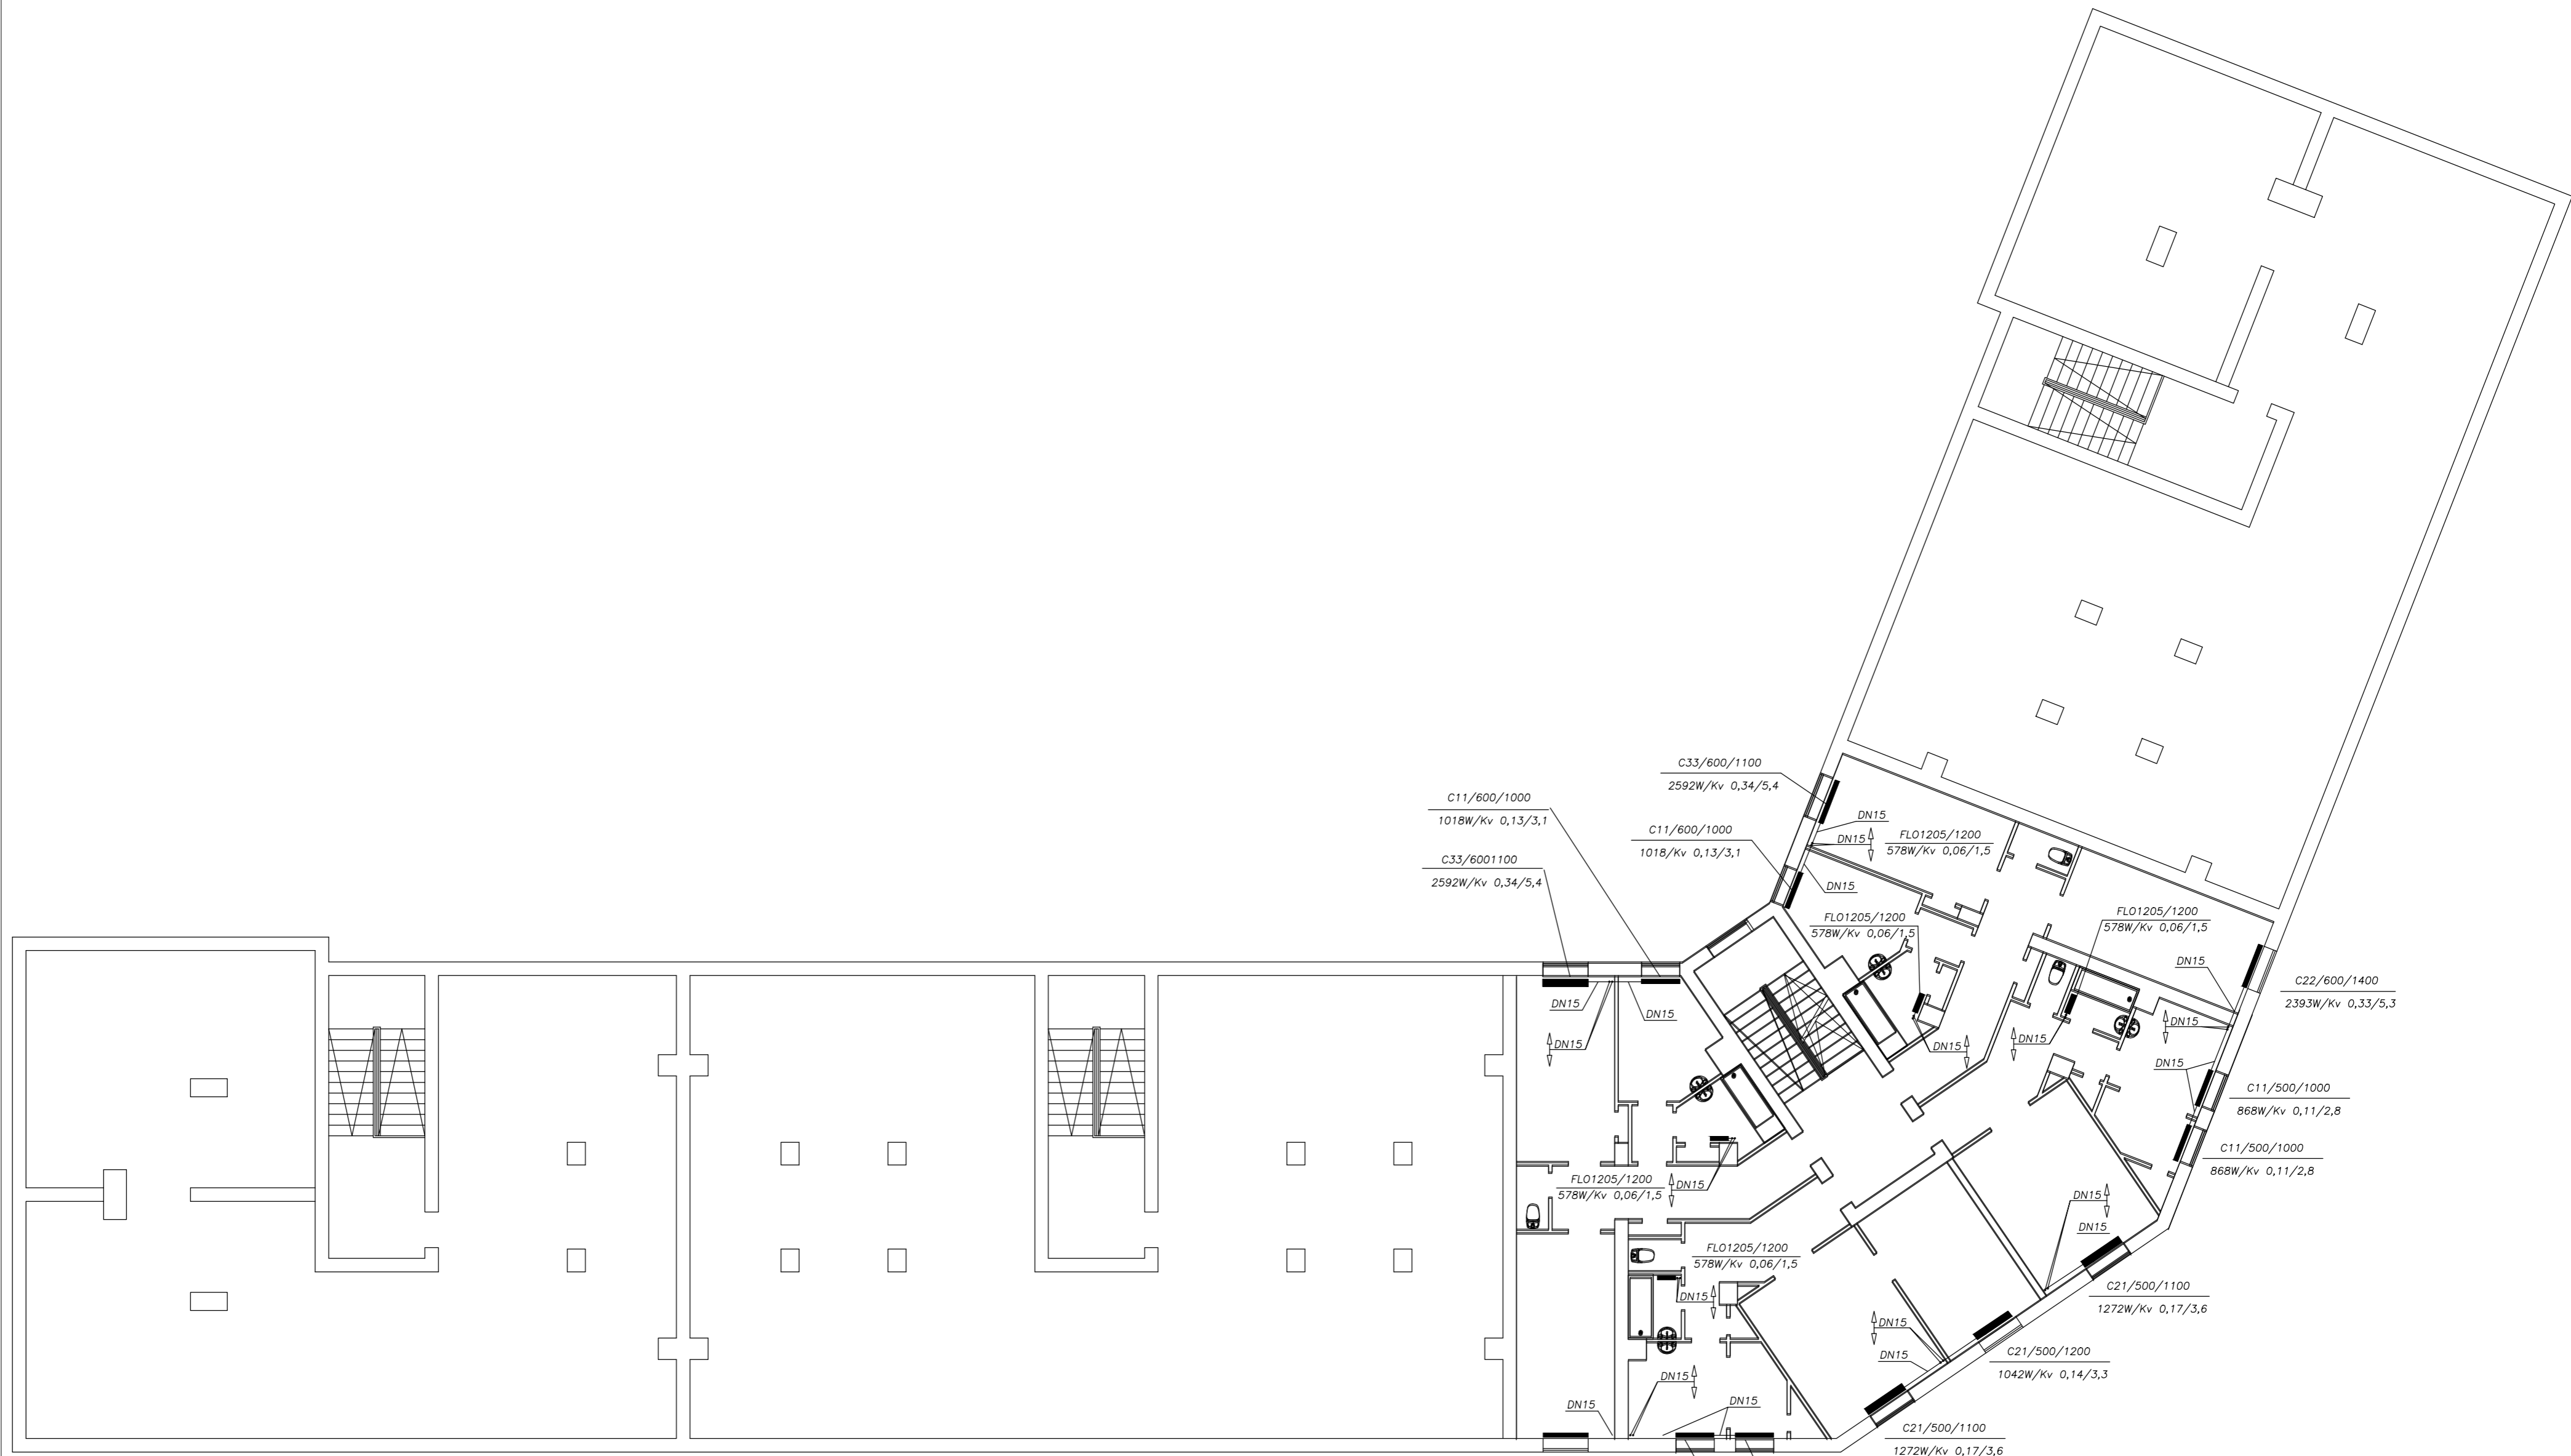 C33/600/1100
2592W/Kv 0,34/5,4
C11/600/1000
1018W/Kv 0,13/3,1
C11/600/1000
1018/Kv 0,13/3,1
C33/6001100
2592W/Kv 0,34/5,4
DN15
DN15
FLO1205/1200
578W/Kv 0,06/1,5
DN15
FLO1205/1200
578W/Kv 0,06/1,5
FLO1205/1200
578W/Kv 0,06/1,5
DN15
C22/600/1400
2393W/Kv 0,33/5,3
DN15
DN15
DN15
DN15
DN15
DN15
DN15
C11/500/1000
868W/Kv 0,11/2,8
C11/500/1000
868W/Kv 0,11/2,8
FLO1205/1200
578W/Kv 0,06/1,5
DN15
DN15
DN15
FLO1205/1200
578W/Kv 0,06/1,5
DN15
C21/500/1100
1272W/Kv 0,17/3,6
DN15
DN15
C21/500/1200
1042W/Kv 0,14/3,3
DN15
DN15
DN15
C21/500/1100
1272W/Kv 0,17/3,6